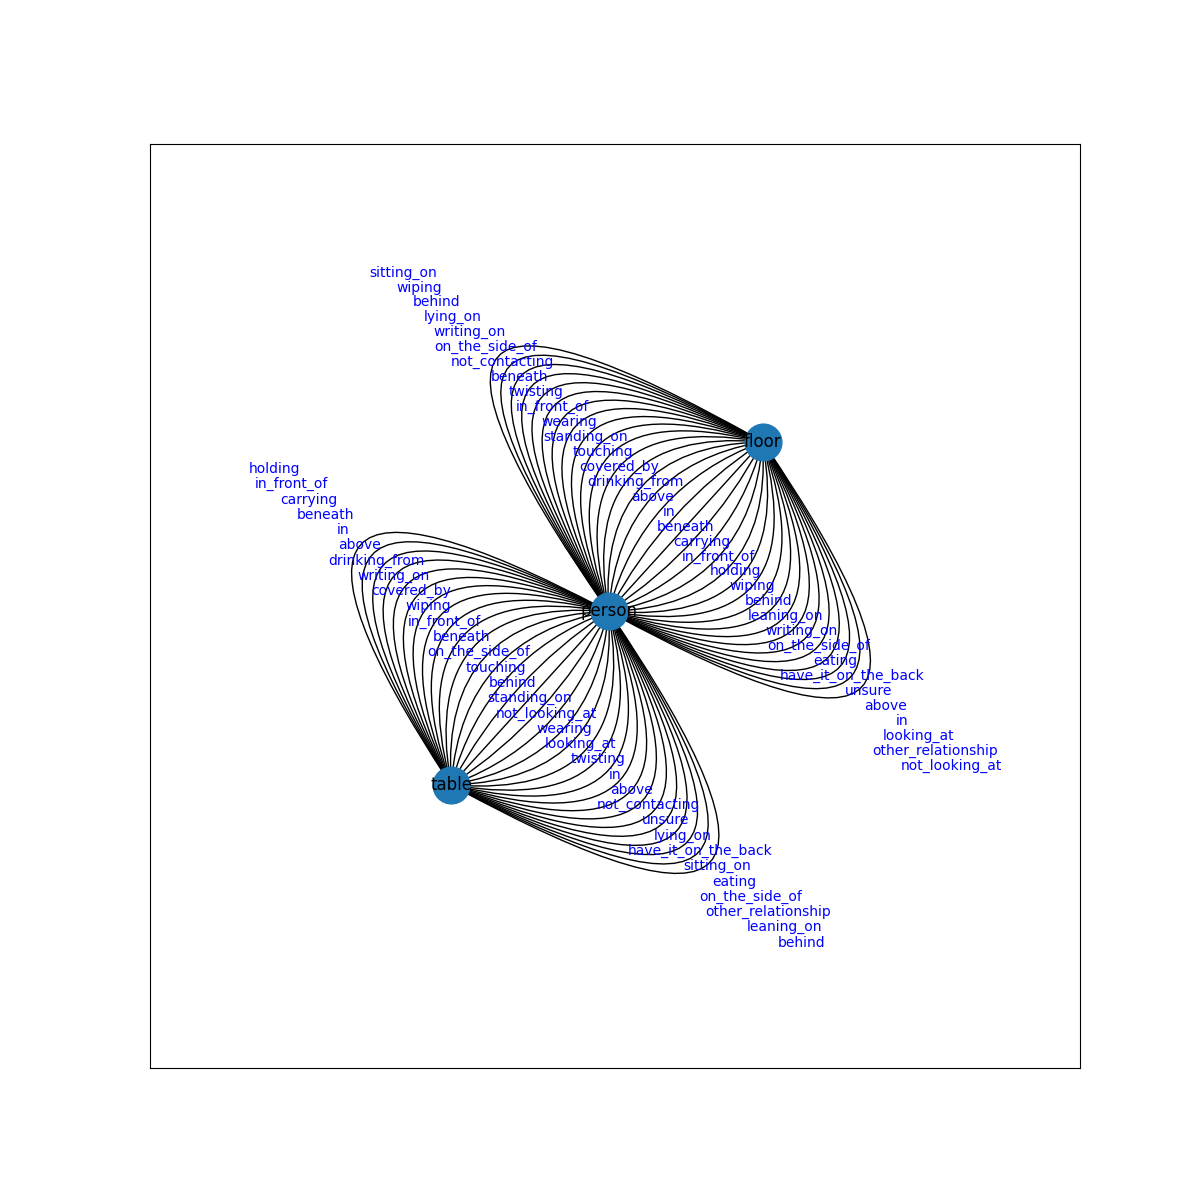 sitting_on
wiping
behind
lying_on
writing_on
on_the_side_of
not_contacting
beneath
twisting
in_front_of
wearing
standing_on
touching
covered_by
drinking_from
above
in
beneath
carrying
in_front_of
holding
wiping
behind
leaning_on
writing_on
on_the_side_of
eating
have_it_on_the_back
unsure
above
in
looking_at
other_relationship
not_looking_at
floor
person
table
holding
in_front_of
carrying
beneath
in
above
drinking_from
writing_on
covered_by
wiping
in_front_of
beneath
on_the_side_of
touching
behind
standing_on
not_looking_at
wearing
looking_at
twisting
in
above
not_contacting
unsure
lying_on
have_it_on_the_back
sitting_on
eating
on_the_side_of
other_relationship
leaning_on
behind